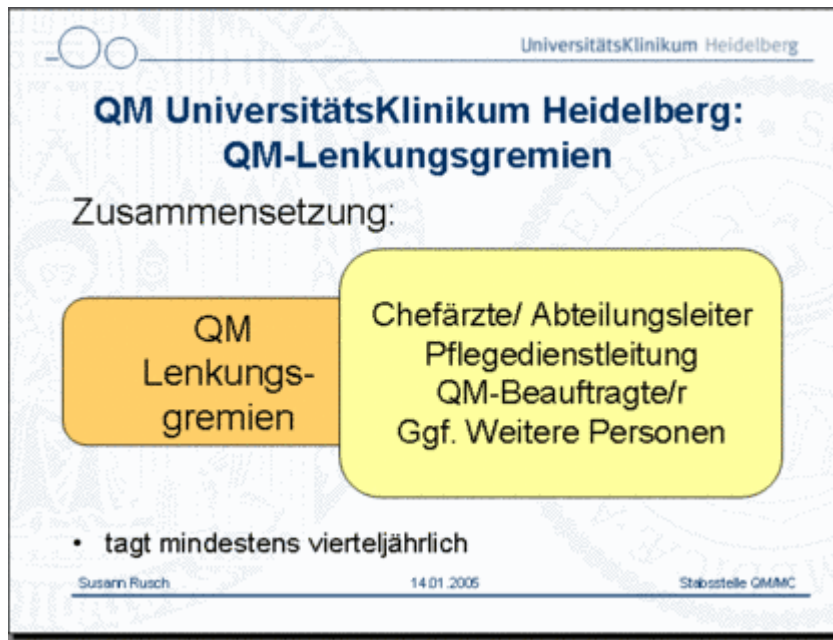 UniversitätsKlinikum Heidelberg
QM UniversitätsKlinikum Heidelberg:
QM-Lenkungsgremien
Zusammensetzung:
QM
Lenkungs-
gremien
Chefärzte/ Abteilungsleiter
Pflegedienstleitung
QM-Beauftragte/r
Ggf. Weitere Personen
• tagt mindestens vierteljährlich
Susann Rusch 14.01.2005 Stabsstelle QM/MC